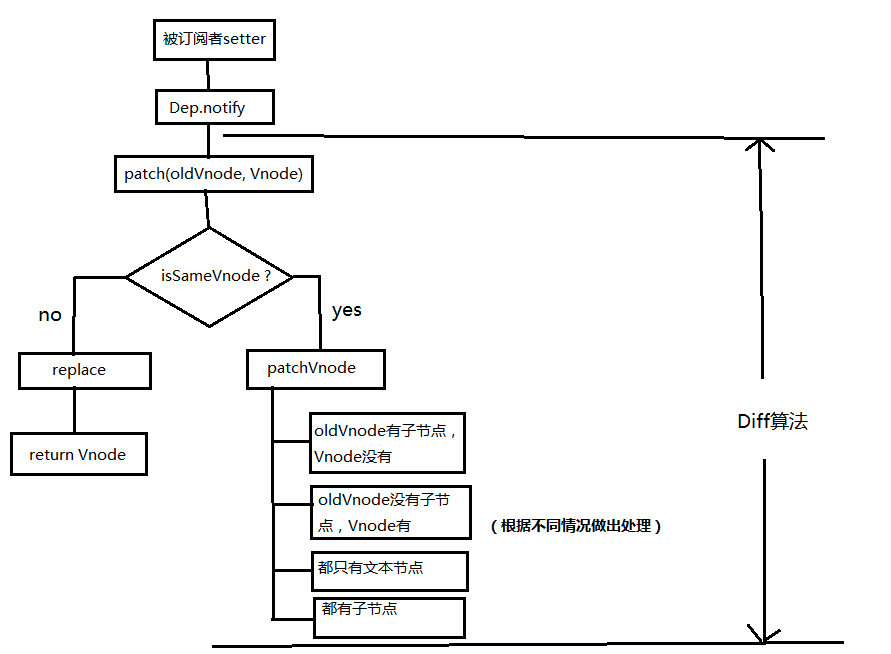 被订阅者setter
Dep.notify
patch(oldVnode, Vnode)
isSameVnode ?
no
yes
replace
patchVnode
return Vnode
oldVnode有子节点，
Vnode没有
oldVnode没有子节
点，Vnode有
（根据不同情况做出处理）
都只有文本节点
都有子节点
Diff算法